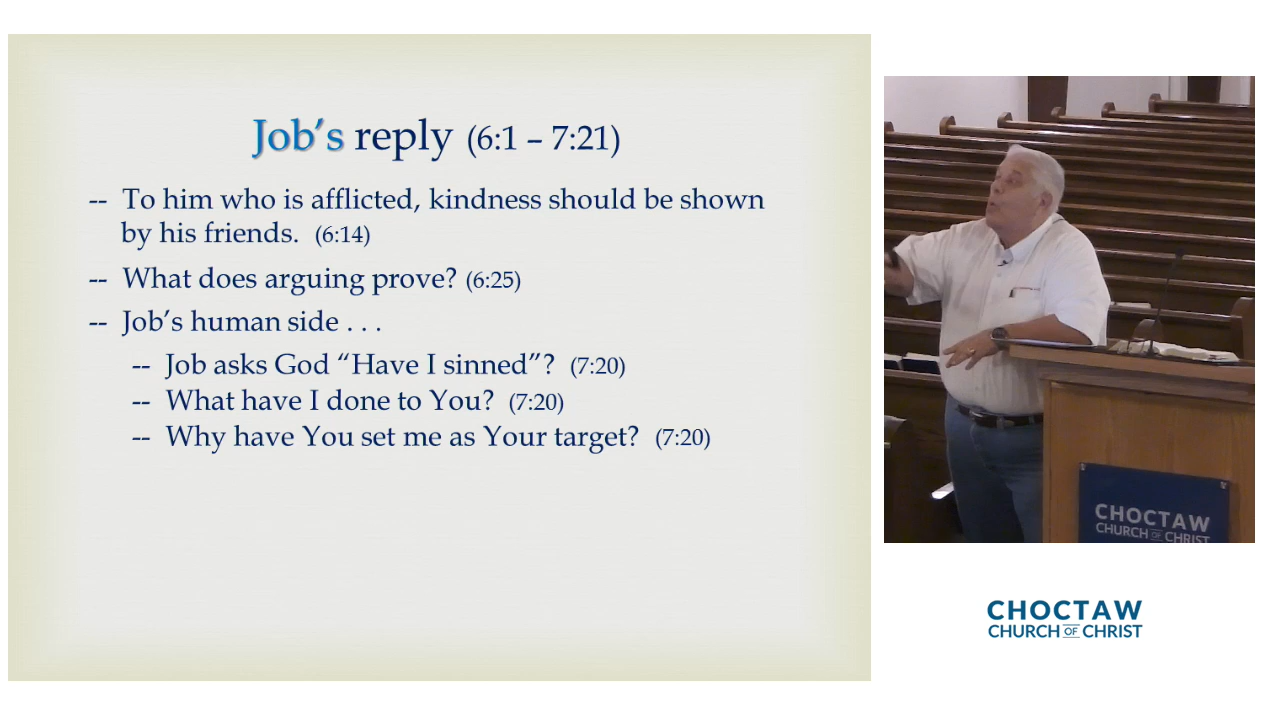 Job’s reply (6:1 – 7:21)
-- To him who is afflicted, kindness should be shown
by his friends. (6:14)
-- What does arguing prove? (6:25)
-- Job’s human side . . .
-- Job asks God “Have I sinned”? (7:20)
-- What have I done to You? (7:20)
-- Why have You set me as Your target? (7:20)
CHOCTAW
CHURCH OF CHRIST
CHOCTAW
CHURCH OF CHRIST